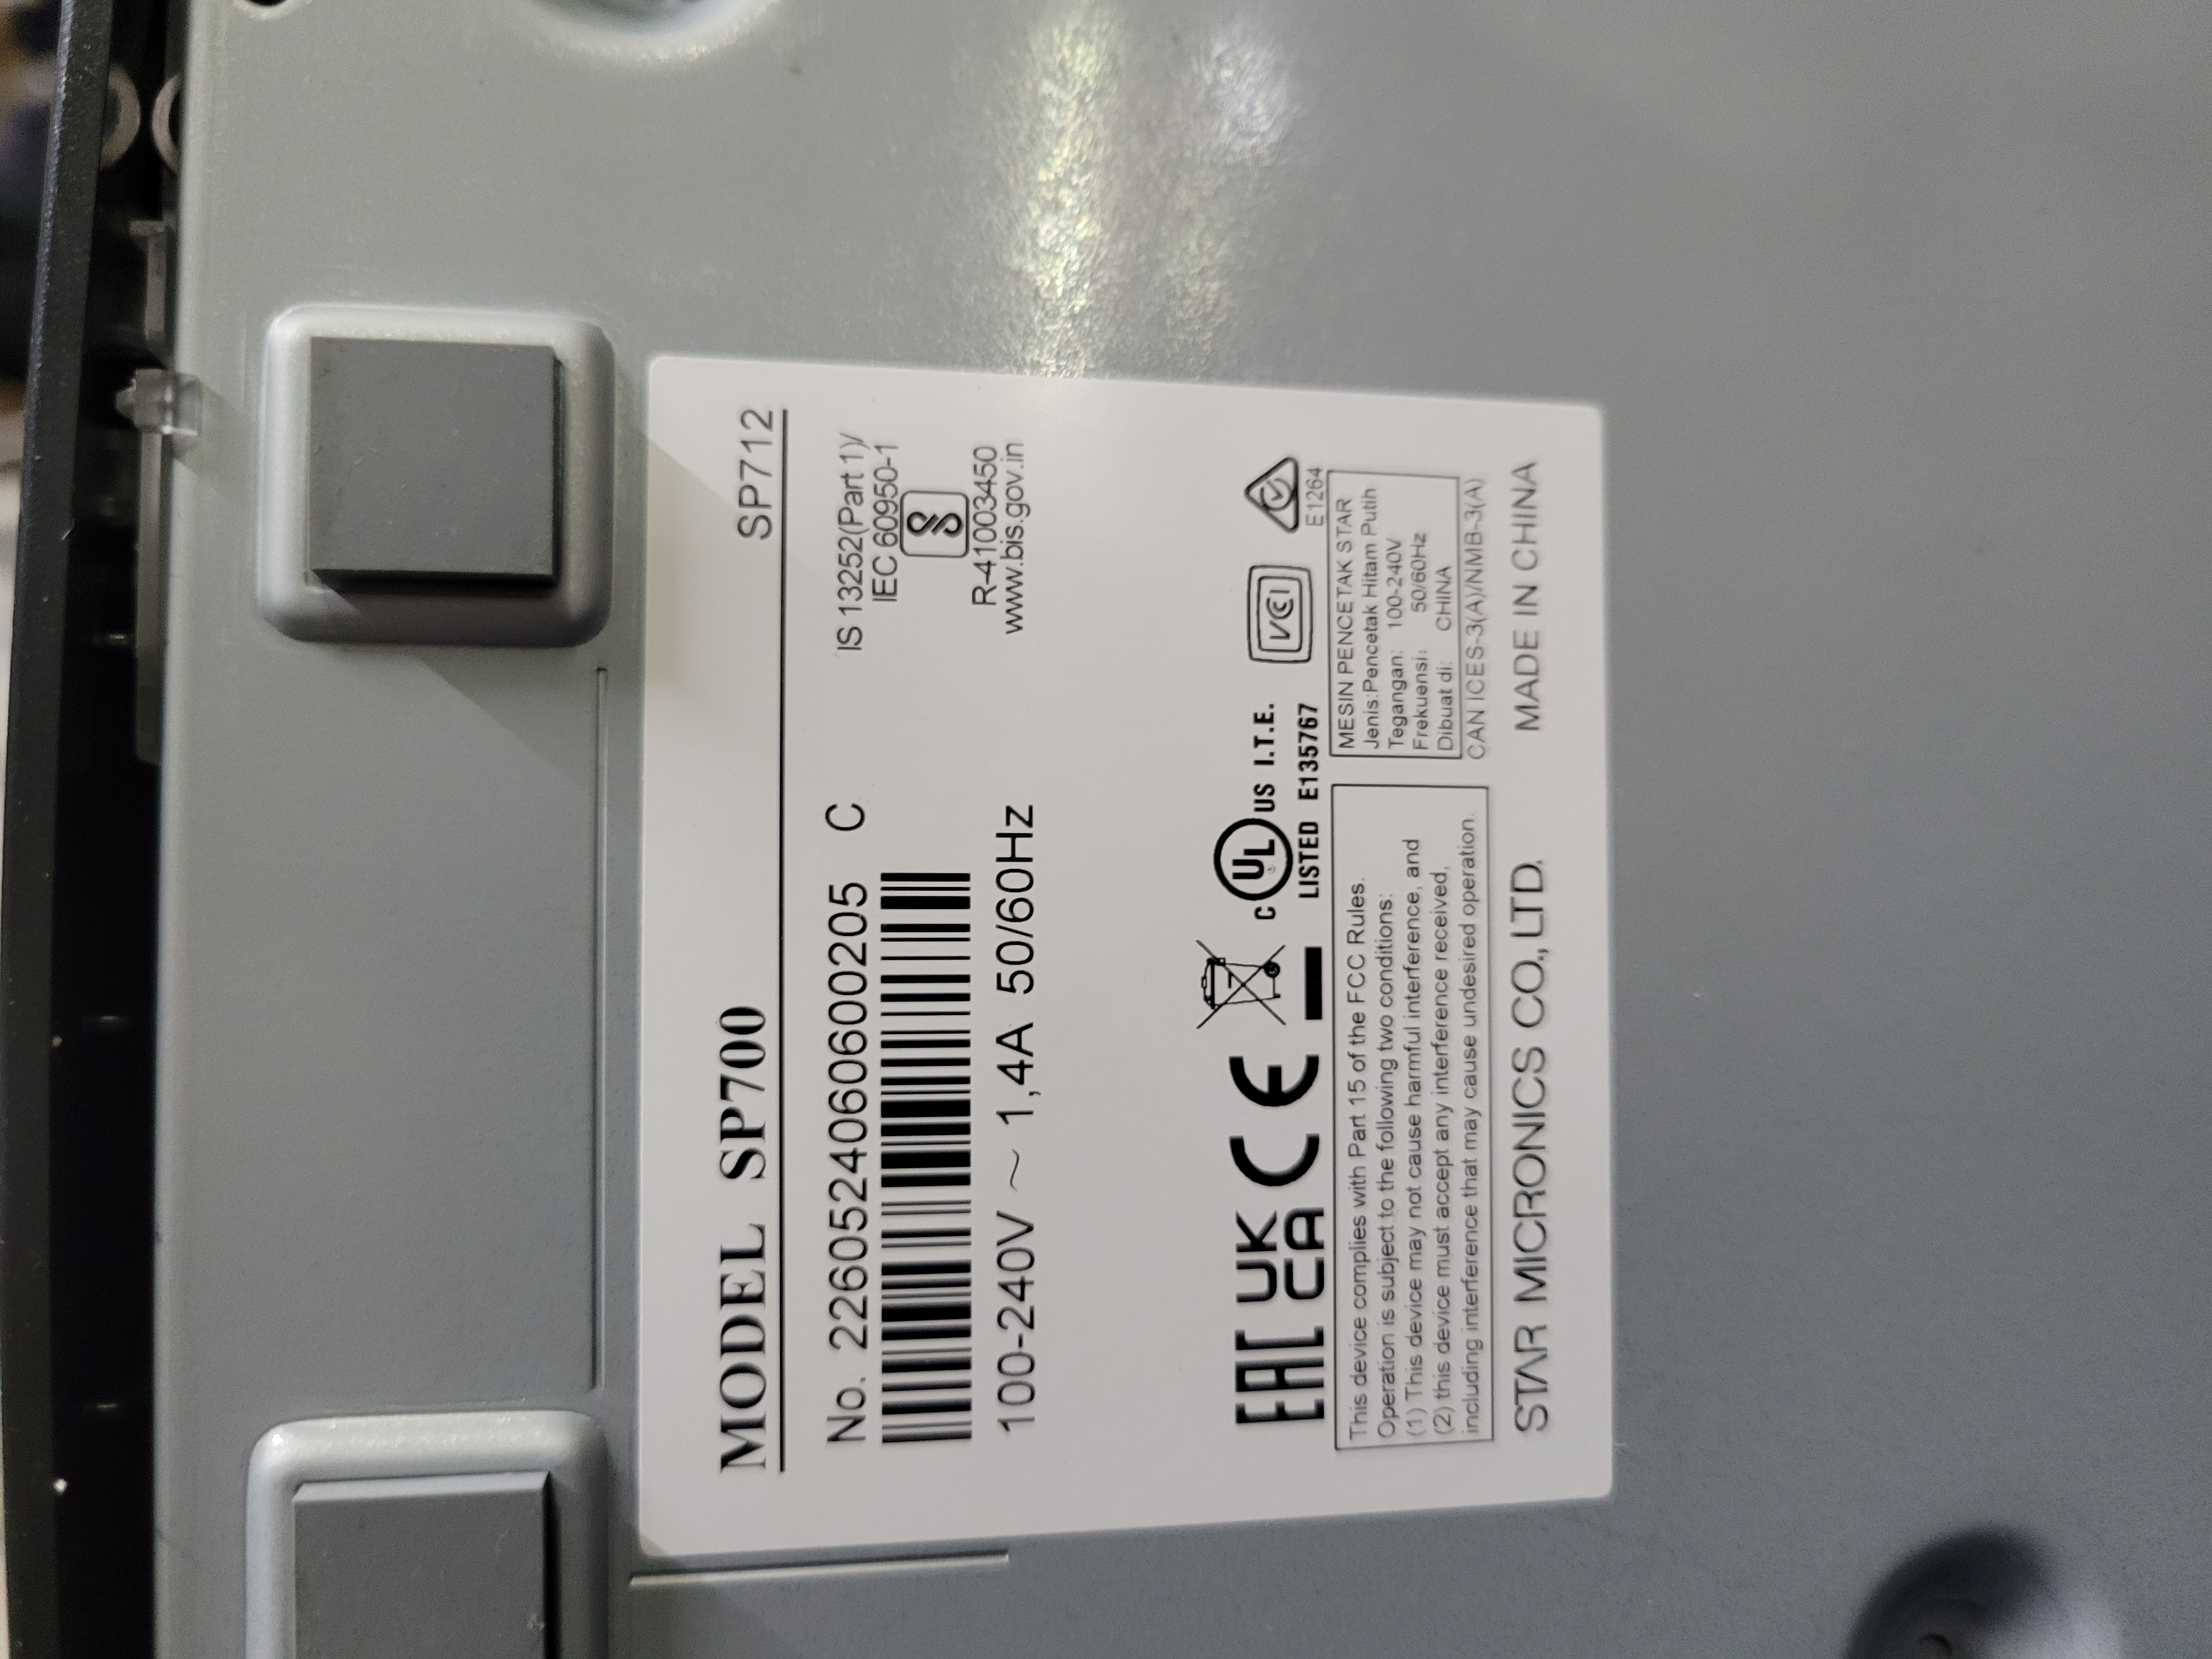 MODEL SP700 SP712
No. 2260524060600205 C
100-240V ~ 1,4A 50/60Hz
IS 13252(Part 1)/
IEC 60950-1
R-41003450
www.bis.gov.in
EAC UK CA CE
C UL US I.T.E.
LISTED E135767
VCI
E1264
This device complies with Part 15 of the FCC Rules.
Operation is subject to the following two conditions:
(1) This device may not cause harmful interference, and
(2) this device must accept any interference received,
including interference that may cause undesired operation.
MESIN PENCETAK STAR
Jenis:Pencetak Hitam Putih
Tegangan: 100-240V
Frekuensi: 50/60Hz
Dibuat di: CHINA
CAN ICES-3(A)/NMB-3(A)
STAR MICRONICS CO.,LTD. MADE IN CHINA